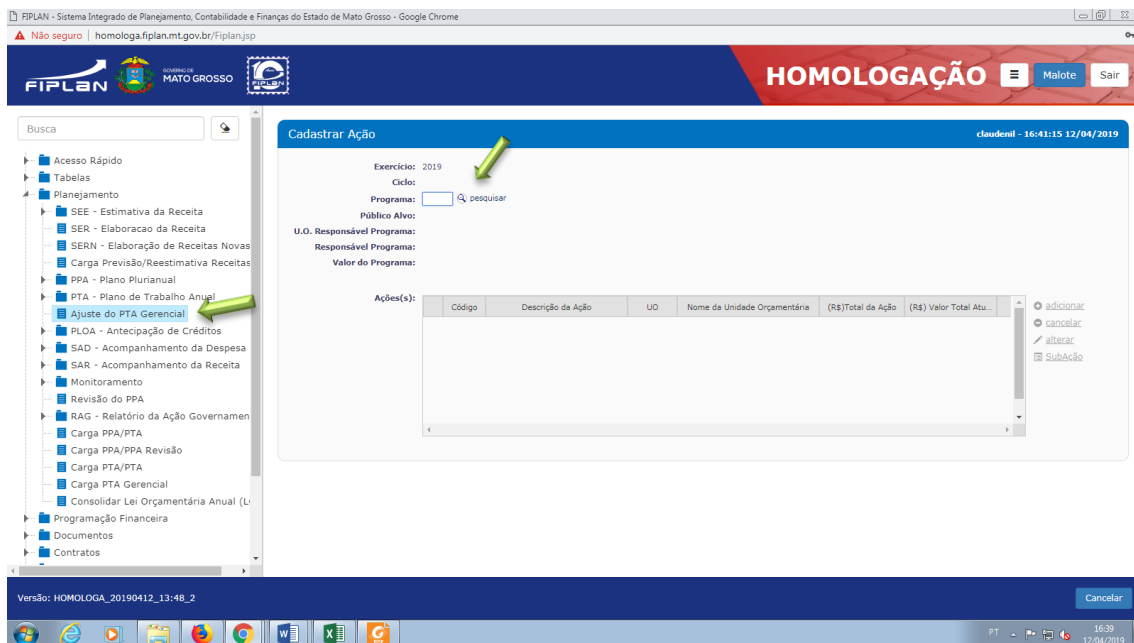 FIPLAN - Sistema Integrado de Planejamento, Contabilidade e Finanças do Estado de Mato Grosso - Google Chrome
Não seguro | homologa.fiplan.mt.gov.br/Fiplan.jsp
FIPLAN
GOVERNO DE
MATO GROSSO
FIPLAN
HOMOLOGAÇÃO
Malote
Sair
Busca
Acesso Rápido
Tabelas
Planejamento
SEE - Estimativa da Receita
SER - Elaboracao da Receita
SERN - Elaboração de Receitas Novas
Carga Previsão/Reestimativa Receitas
PPA - Plano Plurianual
PTA - Plano de Trabalho Anual
Ajuste do PTA Gerencial
PLOA - Antecipação de Créditos
SAD - Acompanhamento da Despesa
SAR - Acompanhamento da Receita
Monitoramento
Revisão do PPA
RAG - Relatório da Ação Governamen
Carga PPA/PTA
Carga PPA/PPA Revisão
Carga PTA/PTA
Carga PTA Gerencial
Consolidar Lei Orçamentária Anual (L
Programação Financeira
Documentos
Contratos
Cadastrar Ação
claudenil - 16:41:15 12/04/2019
Exercício: 2019
Ciclo:
Programa: pesquisar
Público Alvo:
U.O. Responsável Programa:
Responsável Programa:
Valor do Programa:
Ações(s):
Código Descrição da Ação UO Nome da Unidade Orçamentária (R$)Total da Ação (R$) Valor Total Atu...
adicionar
cancelar
alterar
SubAção
Versão: HOMOLOGA_20190412_13:48_2
Cancelar
PT
16:39
12/04/2019